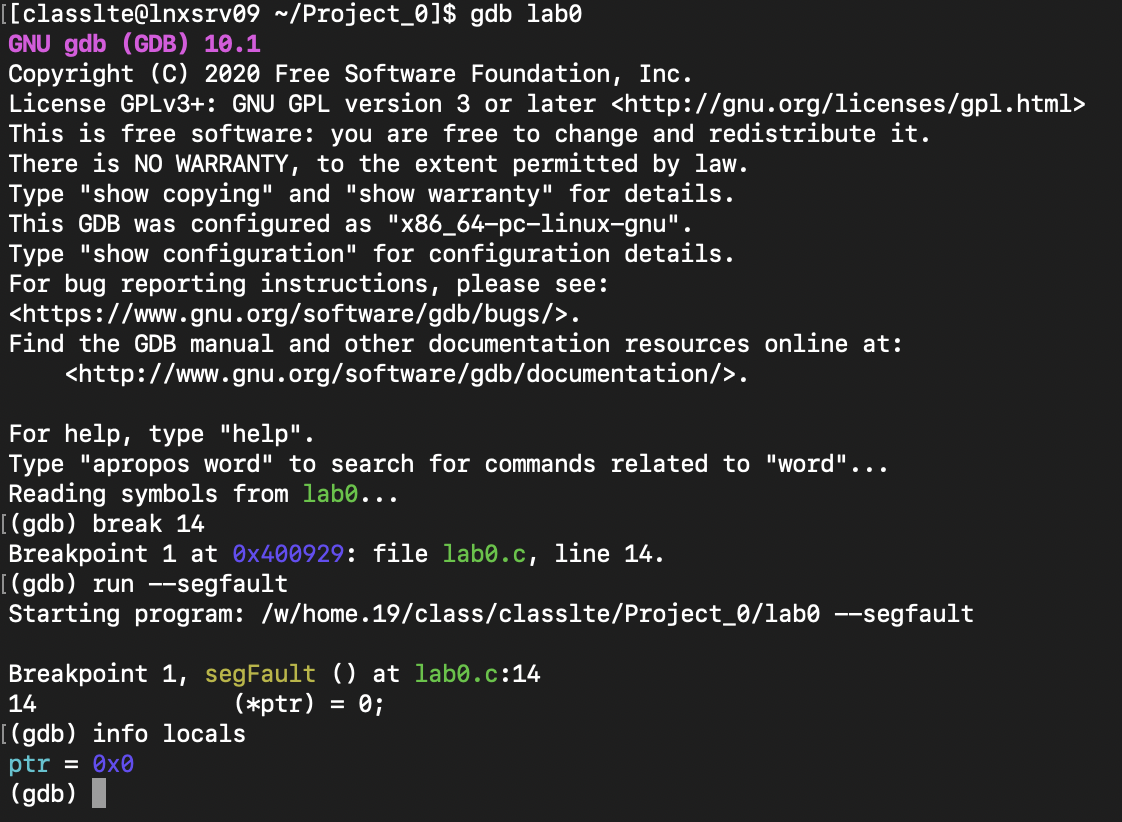 [[classlte@lnxsrv09 ~/Project_0]$ gdb lab0
GNU gdb (GDB) 10.1
Copyright (C) 2020 Free Software Foundation, Inc.
License GPLv3+: GNU GPL version 3 or later <http://gnu.org/licenses/gpl.html>
This is free software: you are free to change and redistribute it.
There is NO WARRANTY, to the extent permitted by law.
Type "show copying" and "show warranty" for details.
This GDB was configured as "x86_64-pc-linux-gnu".
Type "show configuration" for configuration details.
For bug reporting instructions, please see:
<https://www.gnu.org/software/gdb/bugs/>.
Find the GDB manual and other documentation resources online at:
    <http://www.gnu.org/software/gdb/documentation/>.

For help, type "help".
Type "apropos word" to search for commands related to "word"...
Reading symbols from lab0...
[(gdb) break 14
Breakpoint 1 at 0x400929: file lab0.c, line 14.
[(gdb) run --segfault
Starting program: /w/home.19/class/classlte/Project_0/lab0 --segfault

Breakpoint 1, segFault () at lab0.c:14
14              (*ptr) = 0;
[(gdb) info locals
ptr = 0x0
(gdb)